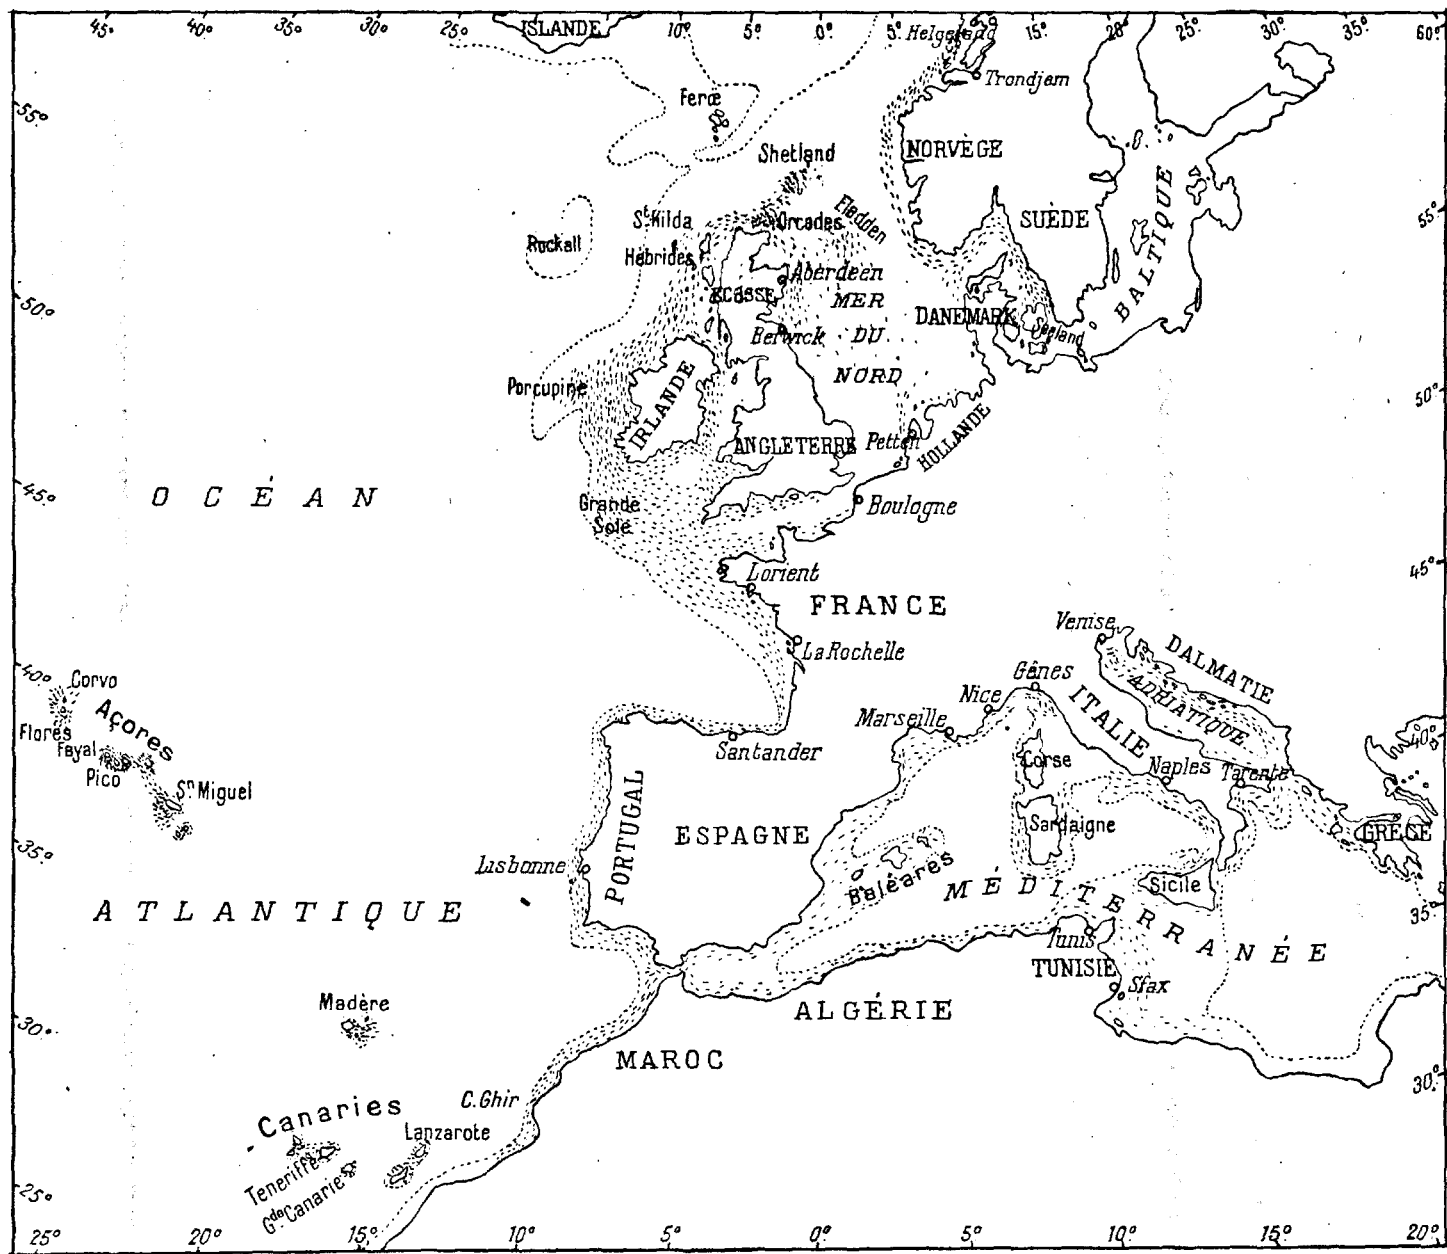 45° 40° 35° 30° 25° ISLANDE 10° 5° 0° 5° Helgeland 15° 20° 25° 30° 35° 60°
Trondjem
Feroe
55°
Shetland
NORVÈGE
St Kilda
Orcades
Fladden
SUÈDE
55°
Rockall
Hébrides
BALTIQUE
Aberdeen
ECOSSE
MER
50°
DANEMARK
Seeland
Berwick
DU
NORD
Porcupine
IRLANDE
50°
ANGLETERRE
Petten
HOLLANDE
45°
OCÉAN
Grande
Sole
Boulogne
45°
Lorient
FRANCE
Venise
La Rochelle
DALMATIE
40°
Corvo
Gênes
ADRIATIQUE
Nice
ITALIE
Açores
Marseille
Flores
Fayal
Santander
40°
Pico
Corse
Naples
Tarente
Sn Miguel
PORTUGAL
ESPAGNE
Sardaigne
GRÈCE
35°
Lisbonne
Baléares
Sicile
MÉDITERRANÉE
ATLANTIQUE
35°
Tunis
TUNISIE
Sfax
Madère
ALGÉRIE
30°
MAROC
30°
C. Ghir
Canaries
Lanzarote
Teneriffe
Gde Canarie
25°
25° 20° 15° 10° 5° 0° 5° 10° 15° 20°